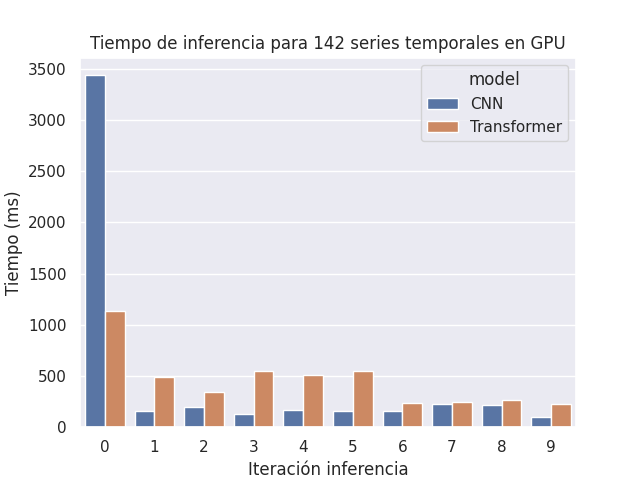 Tiempo de inferencia para 142 series temporales en GPU
model
CNN
Transformer
Tiempo (ms)
3500
3000
2500
2000
1500
1000
500
0
0 1 2 3 4 5 6 7 8 9
Iteración inferencia